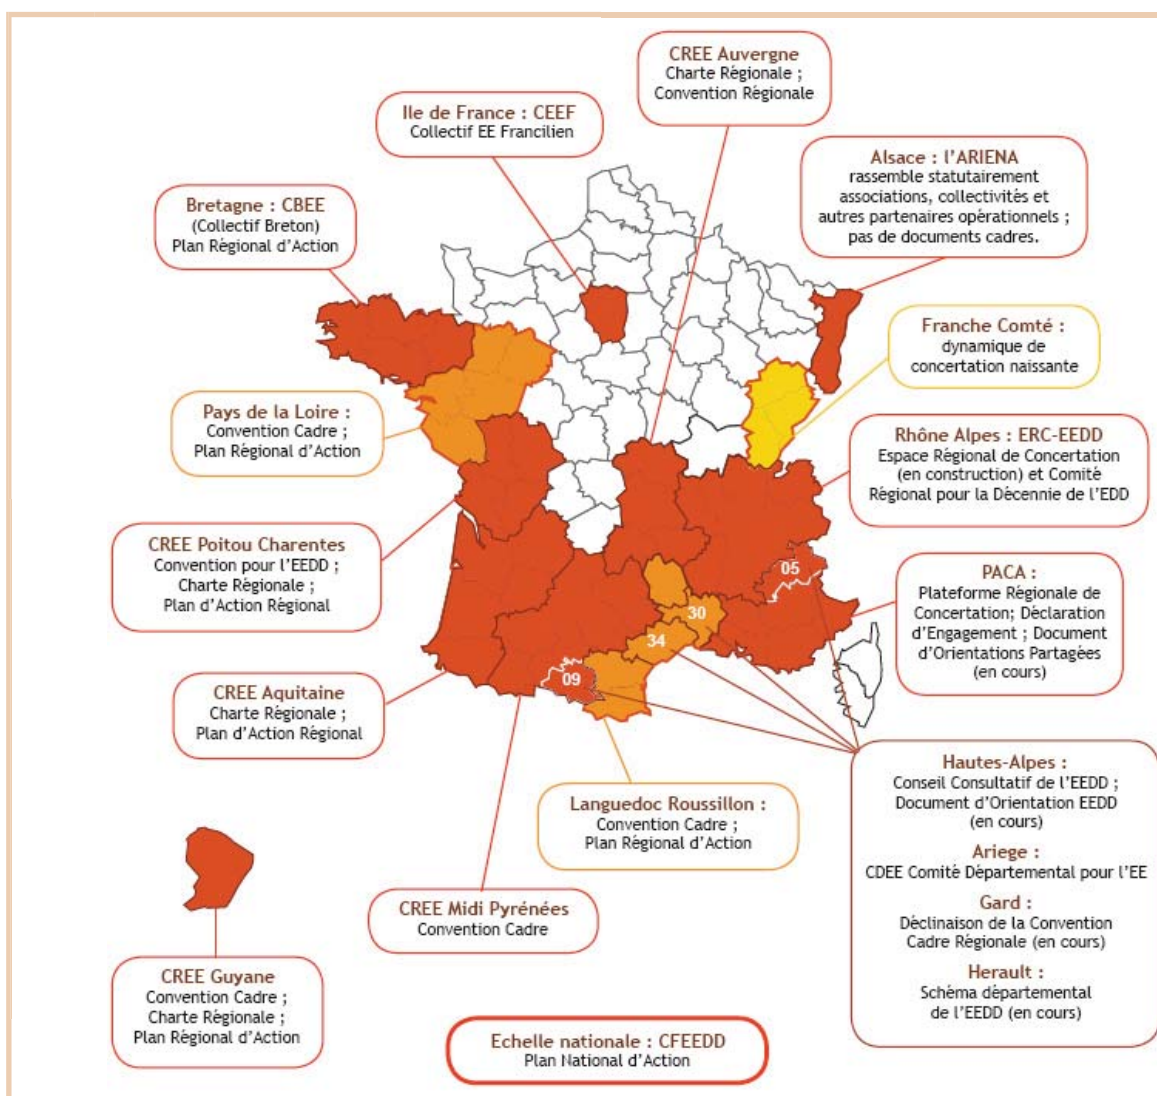 CREE Auvergne
Charte Régionale ;
Convention Régionale
Ile de France : CEEF
Collectif EE Francilien
Alsace : l'ARIENA
rassemble statutairement
associations, collectivités et
autres partenaires opérationnels ;
pas de documents cadres.
Bretagne : CBEE
(Collectif Breton)
Plan Régional d'Action
Franche Comté :
dynamique de
concertation naissante
Pays de la Loire :
Convention Cadre ;
Plan Régional d'Action
Rhône Alpes : ERC-EEDD
Espace Régional de Concertation
(en construction) et Comité
Régional pour la Décennie de l'EDD
CREE Poitou Charentes
Convention pour l'EEDD ;
Charte Régionale ;
Plan d'Action Régional
05
30
34
09
PACA :
Plateforme Régionale de
Concertation; Déclaration
d'Engagement ; Document
d'Orientations Partagées
(en cours)
CREE Aquitaine
Charte Régionale ;
Plan d'Action Régional
Hautes-Alpes :
Conseil Consultatif de l'EEDD ;
Document d'Orientation EEDD
(en cours)
Ariege :
CDEE Comité Départemental pour l'EE
Gard :
Déclinaison de la Convention
Cadre Régionale (en cours)
Herault :
Schéma départemental
de l'EEDD (en cours)
Languedoc Roussillon :
Convention Cadre ;
Plan Régional d'Action
CREE Midi Pyrénées
Convention Cadre
CREE Guyane
Convention Cadre ;
Charte Régionale ;
Plan Régional d'Action
Echelle nationale : CFEEDD
Plan National d'Action